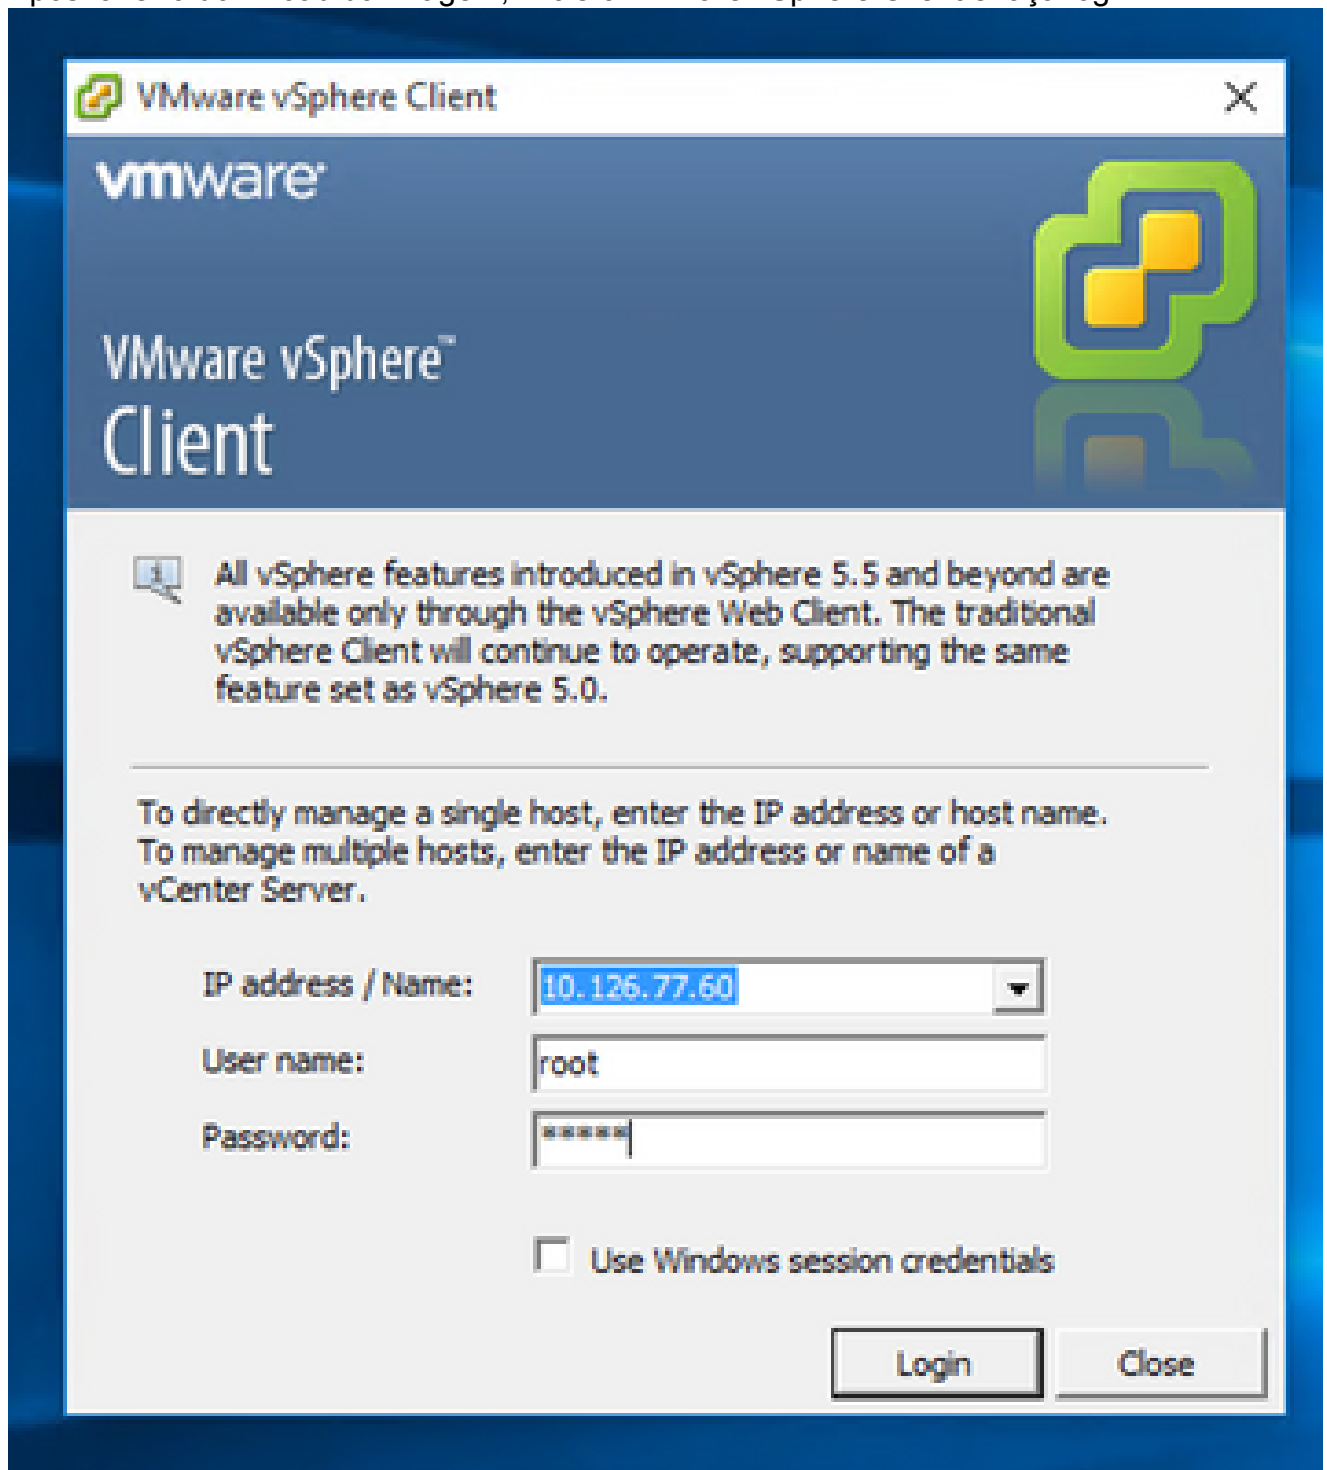 VMware vSphere Client
vmware
VMware vSphere™
Client
All vSphere features introduced in vSphere 5.5 and beyond are
available only through the vSphere Web Client. The traditional
vSphere Client will continue to operate, supporting the same
feature set as vSphere 5.0.
To directly manage a single host, enter the IP address or host name.
To manage multiple hosts, enter the IP address or name of a
vCenter Server.
IP address / Name: 10.126.77.60
User name: root
Password: *****
Use Windows session credentials
Login Close